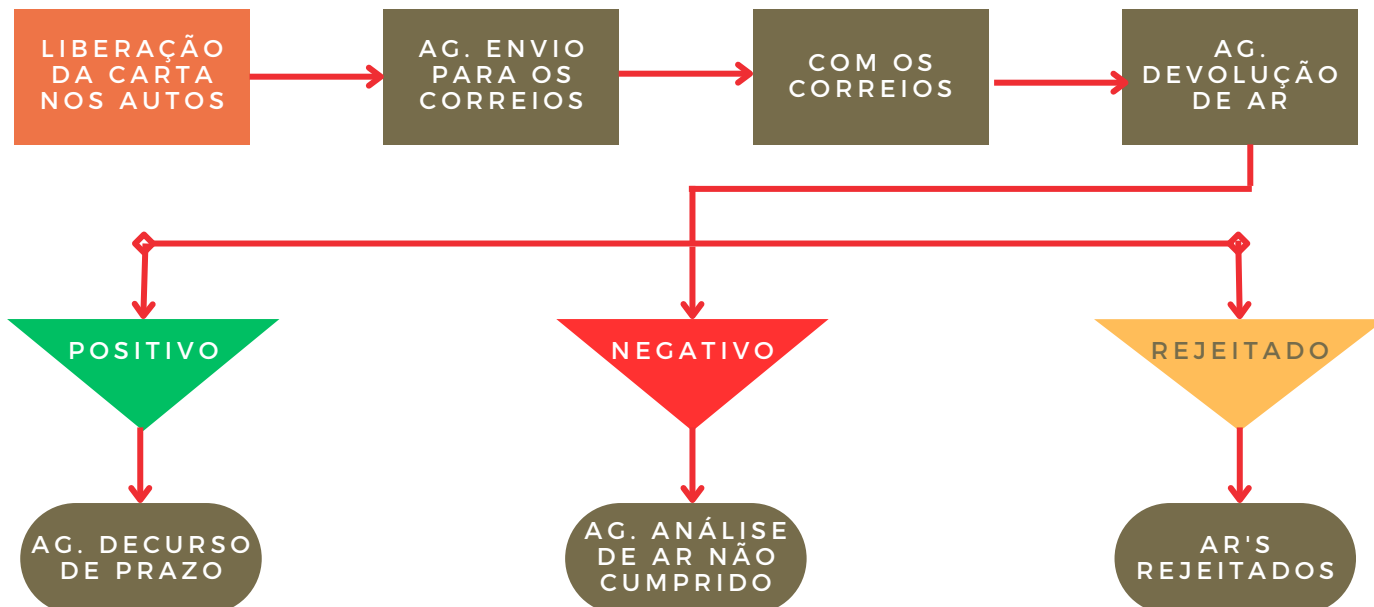 LIBERAÇÃO
DA CARTA
NOS AUTOS
AG. ENVIO
PARA OS
CORREIOS
COM OS
CORREIOS
AG.
DEVOLUÇÃO
DE AR
POSITIVO
NEGATIVO
REJEITADO
AG. DECURSO
DE PRAZO
AG. ANÁLISE
DE AR NÃO
CUMPRIDO
AR'S
REJEITADOS